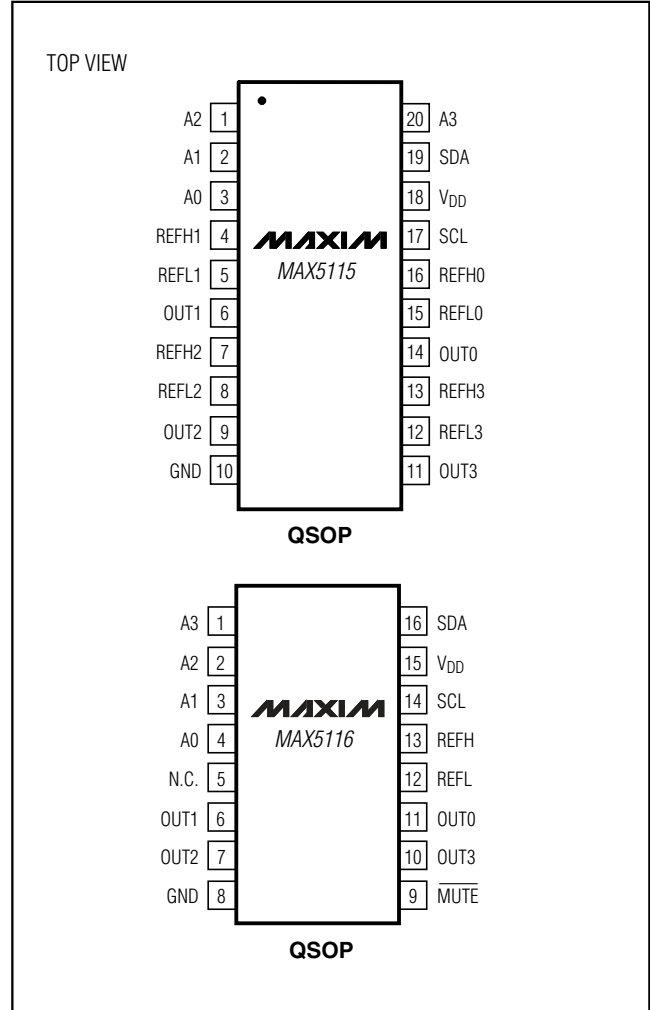 TOP VIEW
A2 1 20 A3
A1 2 19 SDA
A0 3 18 VDD
REFH1 4 MAXIM 17 SCL
REFL1 5 MAX5115 16 REFH0
OUT1 6 15 REFL0
REFH2 7 14 OUT0
REFL2 8 13 REFH3
OUT2 9 12 REFL3
GND 10 11 OUT3
QSOP
A3 1 16 SDA
A2 2 15 VDD
A1 3 MAXIM 14 SCL
A0 4 MAX5116 13 REFH
N.C. 5 12 REFL
OUT1 6 11 OUT0
OUT2 7 10 OUT3
GND 8 9 MUTE
QSOP